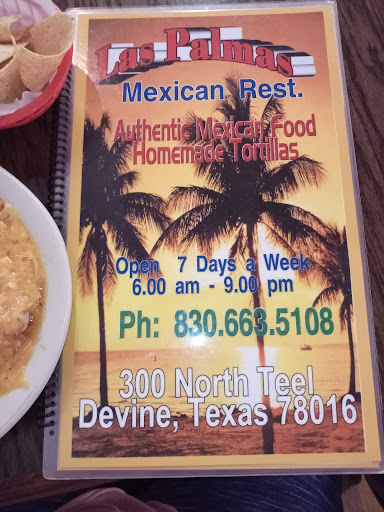 Las Palmas
Mexican Rest.
Authentic Mexican Food
Homemage Tortillas
Open 7 Days a Week
6.00 am - 9.00 pm
Ph: 830.663.5108
300 North Teel
Devine, Texas 78016